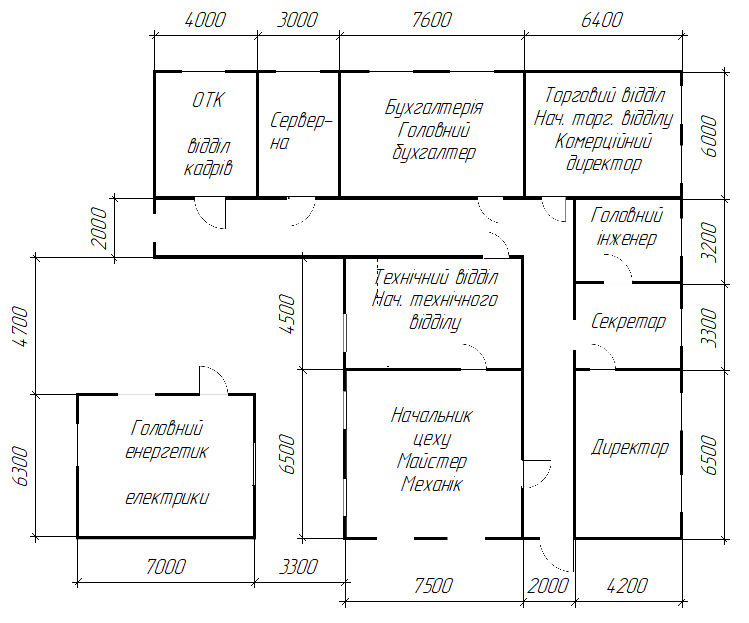 4000
3000
7600
6400
ОТК
відділ
кадрів
Сервер-
на
Бухгалтерія
Головний
бухгалтер
Торговий відділ
Нач. торг. відділу
Комерційний
директор
6000
2000
Головний
інженер
3200
Технічний відділ
Нач. технічного
відділу
4500
Секретар
3300
4700
Головний
енергетик
електрики
6300
Начальник
цеху
Майстер
Механік
6500
Директор
6500
7000
3300
7500
2000
4200